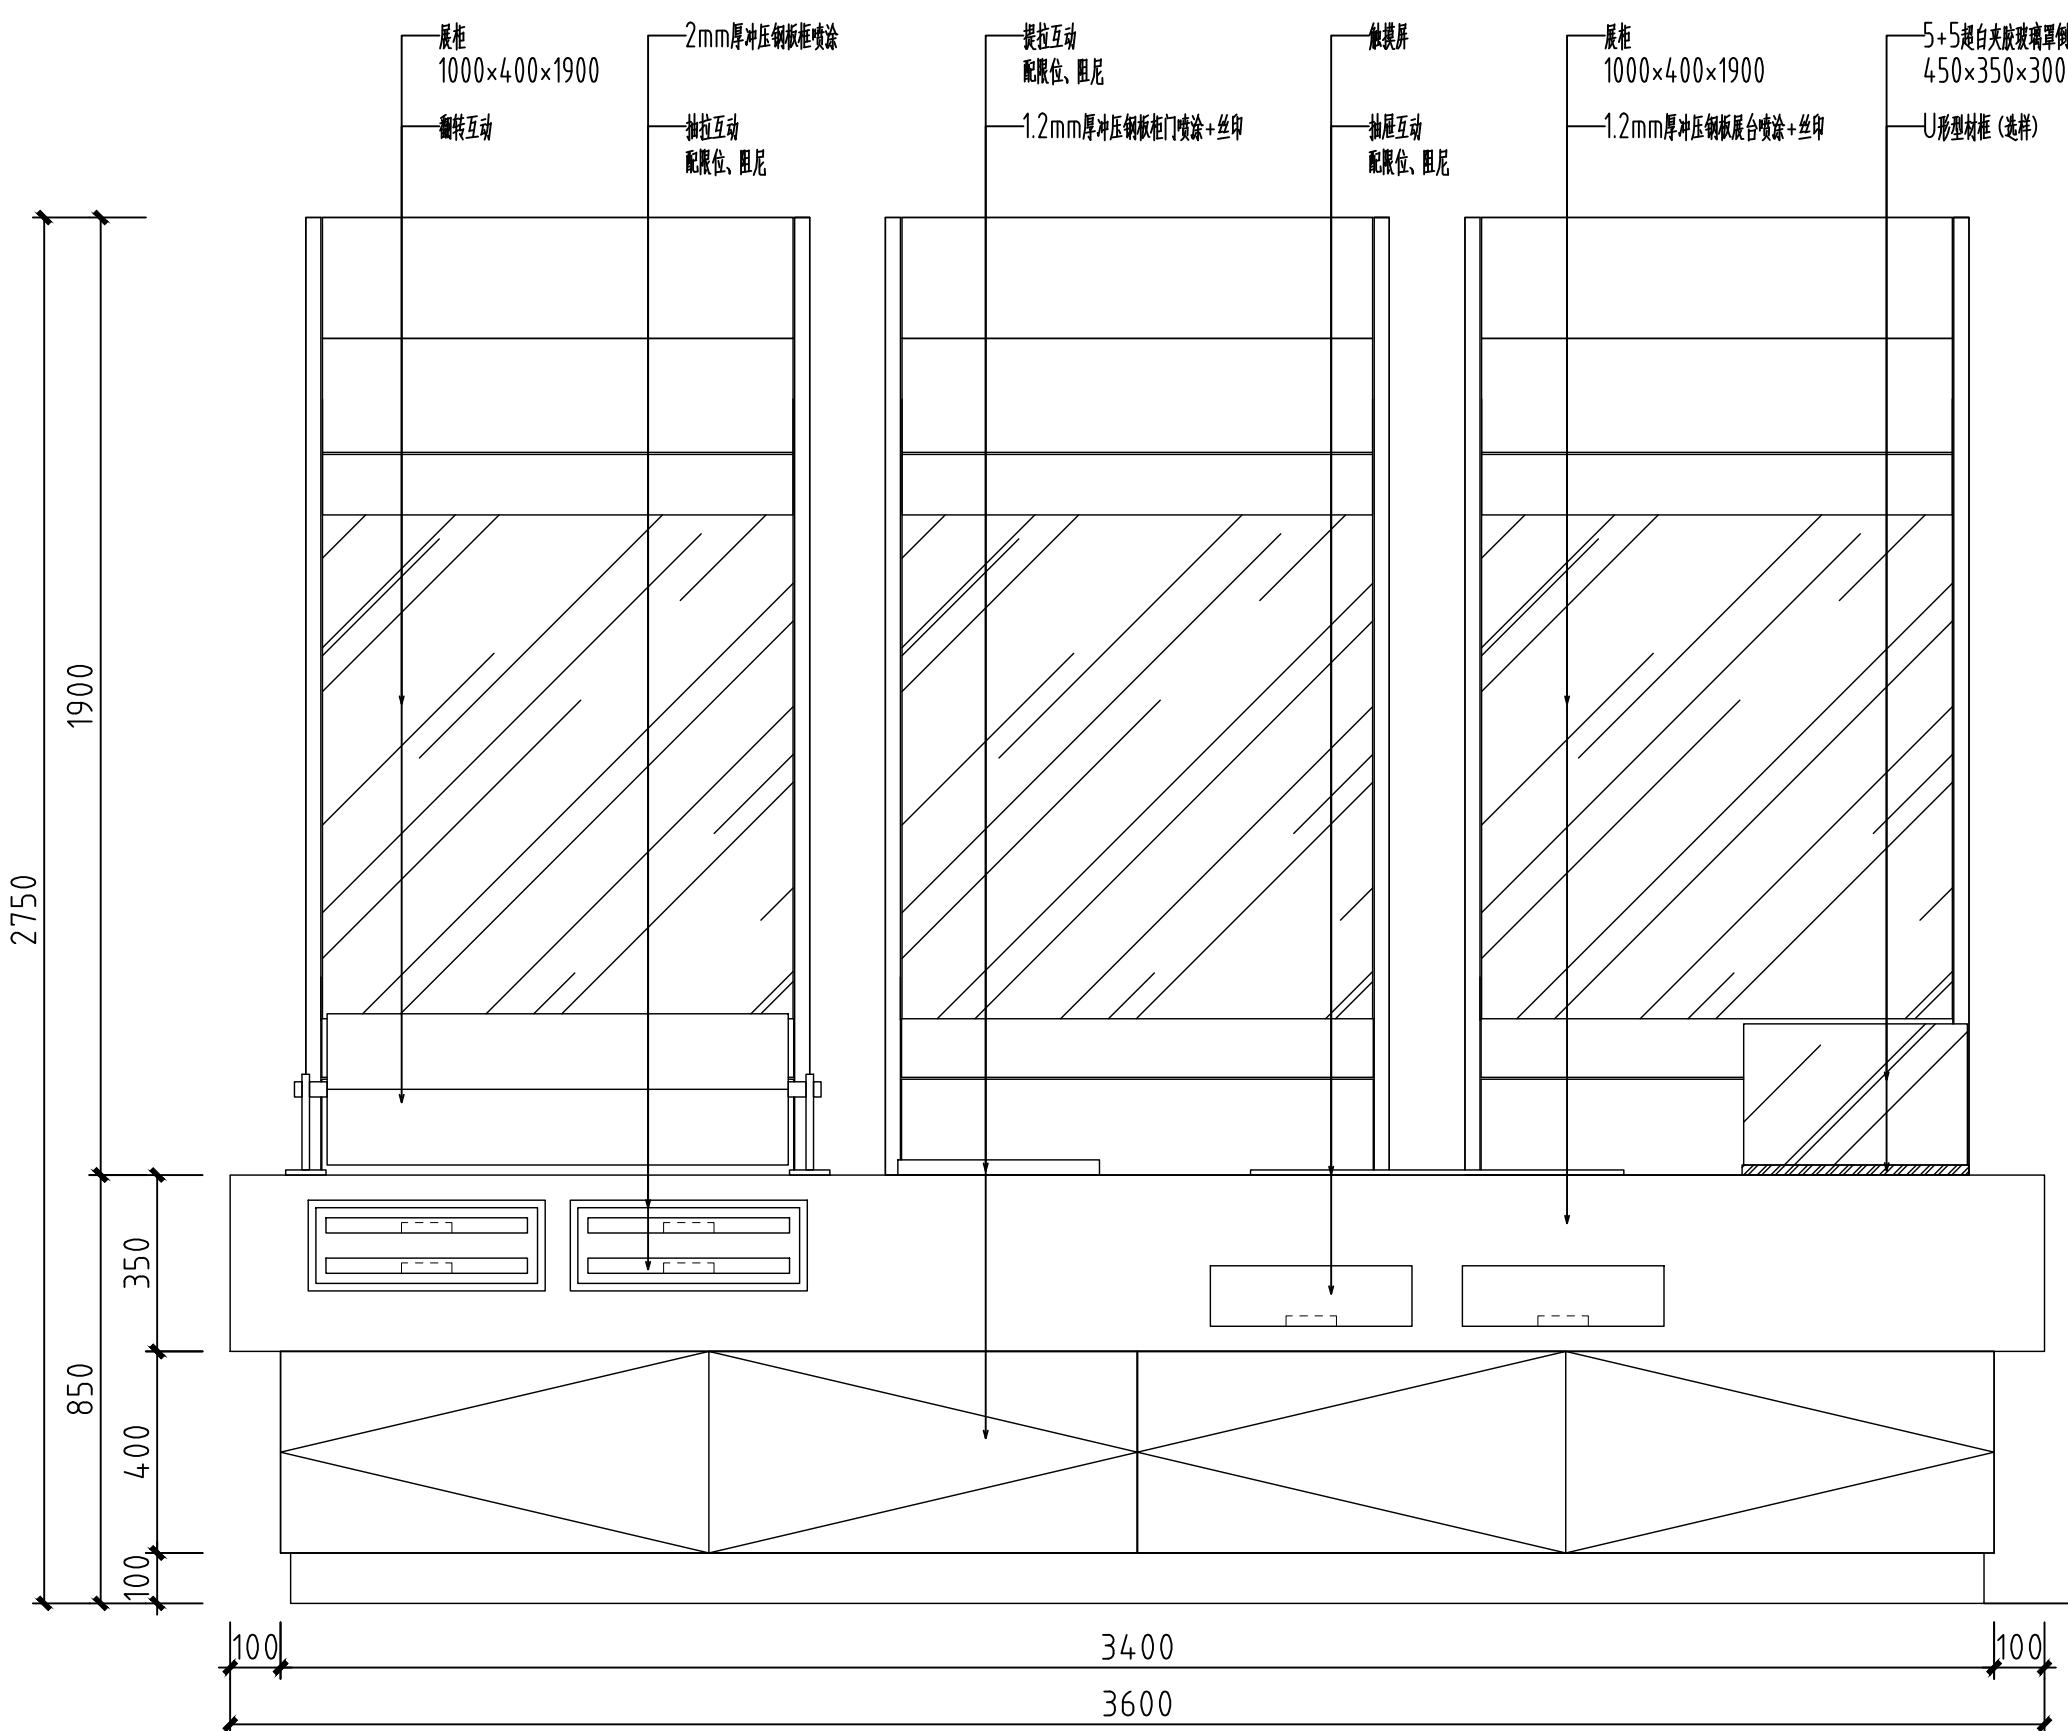 展柜
1000×400×1900
翻转互动
2mm厚冲压钢板框喷涂
抽拉互动
配限位、阻尼
提拉互动
配限位、阻尼
1.2mm厚冲压钢板柜门喷涂+丝印
触摸屏
抽屉互动
配限位、阻尼
展柜
1000×400×1900
1.2mm厚冲压钢板展台喷涂+丝印
5+5超白夹胶玻璃罩倒
450×350×300
U形型材框(选样)
2750
1900
850
350
400
100
100
3400
100
3600